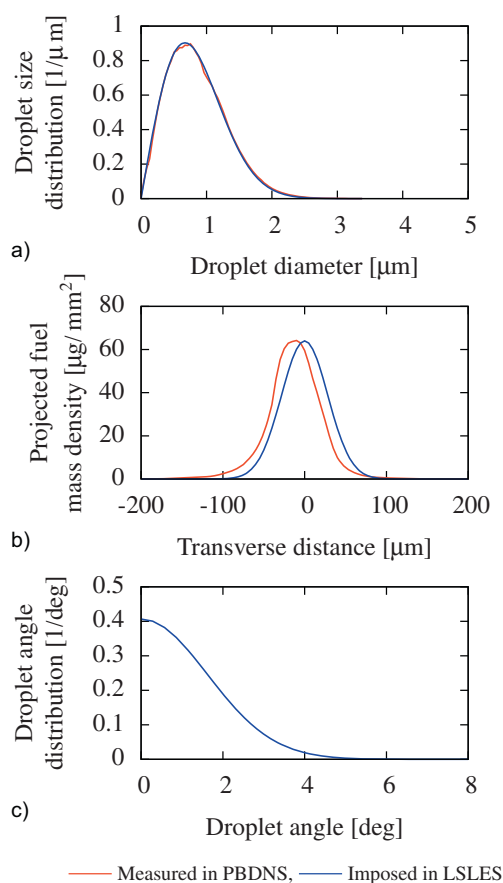 1
0.8
0.6
0.4
0.2
0
Droplet size
distribution [1/μm]
0 1 2 3 4 5
a)
Droplet diameter [μm]
80
60
40
20
0
Projected fuel
mass density [μg/mm²]
-200 -100 0 100 200
b)
Transverse distance [μm]
0.5
0.4
0.3
0.2
0.1
0
Droplet angle
distribution [1/deg]
0 2 4 6 8
c)
Droplet angle [deg]
Measured in PBDNS, Imposed in LSLES